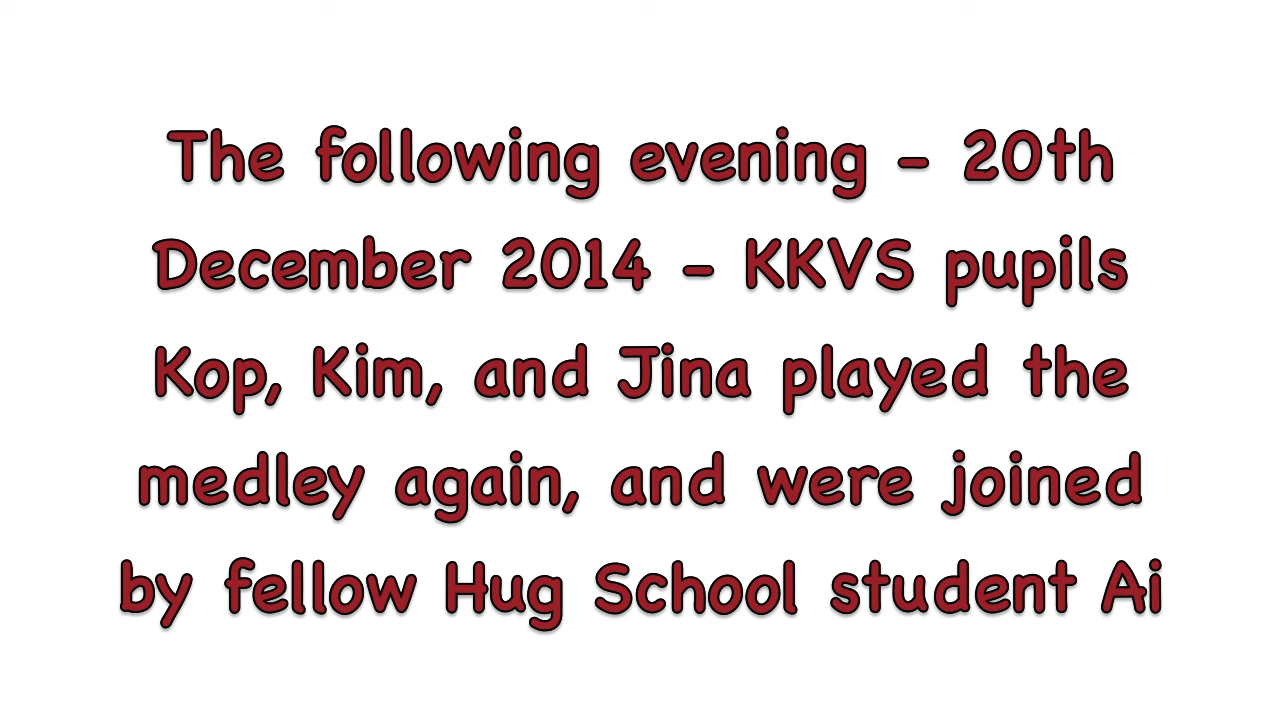 The following evening - 20th
December 2014 - KKVS pupils
Kop, Kim, and Jina played the
medley again, and were joined
by fellow Hug School student Ai